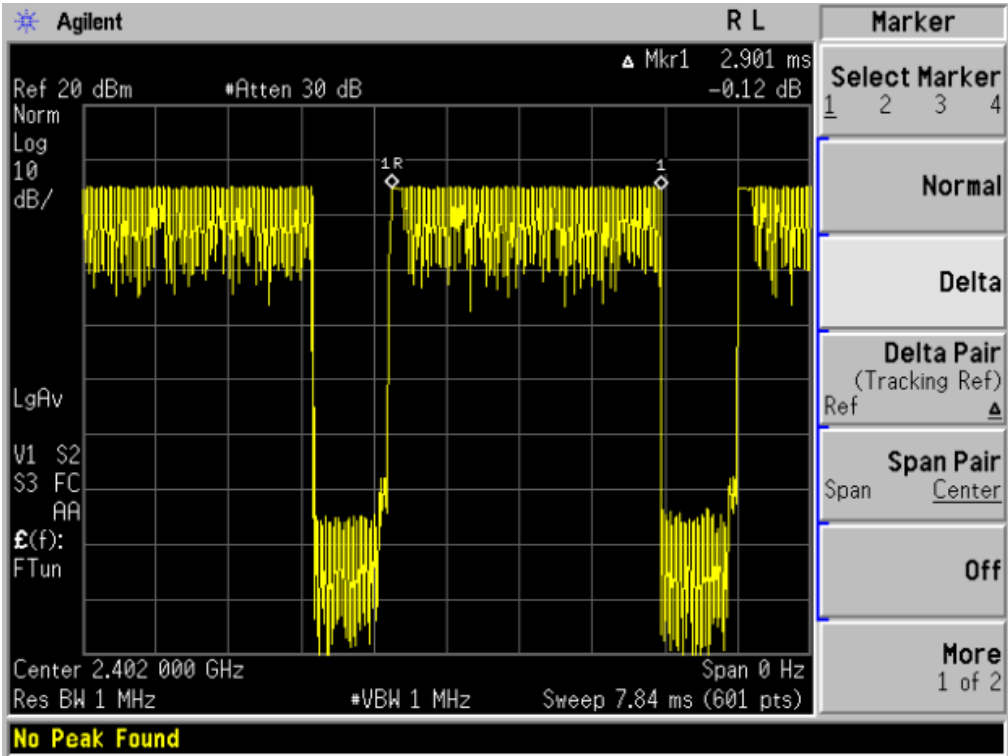 Agilent
R L
Marker
Δ Mkr1 2.901 ms
Ref 20 dBm #Atten 30 dB -0.12 dB
Norm
Log
10
dB/
1R
1
LgAv
V1 S2
S3 FC
AA
£(f):
FTun
Center 2.402 000 GHz Span 0 Hz
Res BW 1 MHz #VBW 1 MHz Sweep 7.84 ms (601 pts)
No Peak Found
Select Marker
1 2 3 4
Normal
Delta
Delta Pair
(Tracking Ref)
Ref Δ
Span Pair
Span Center
Off
More
1 of 2